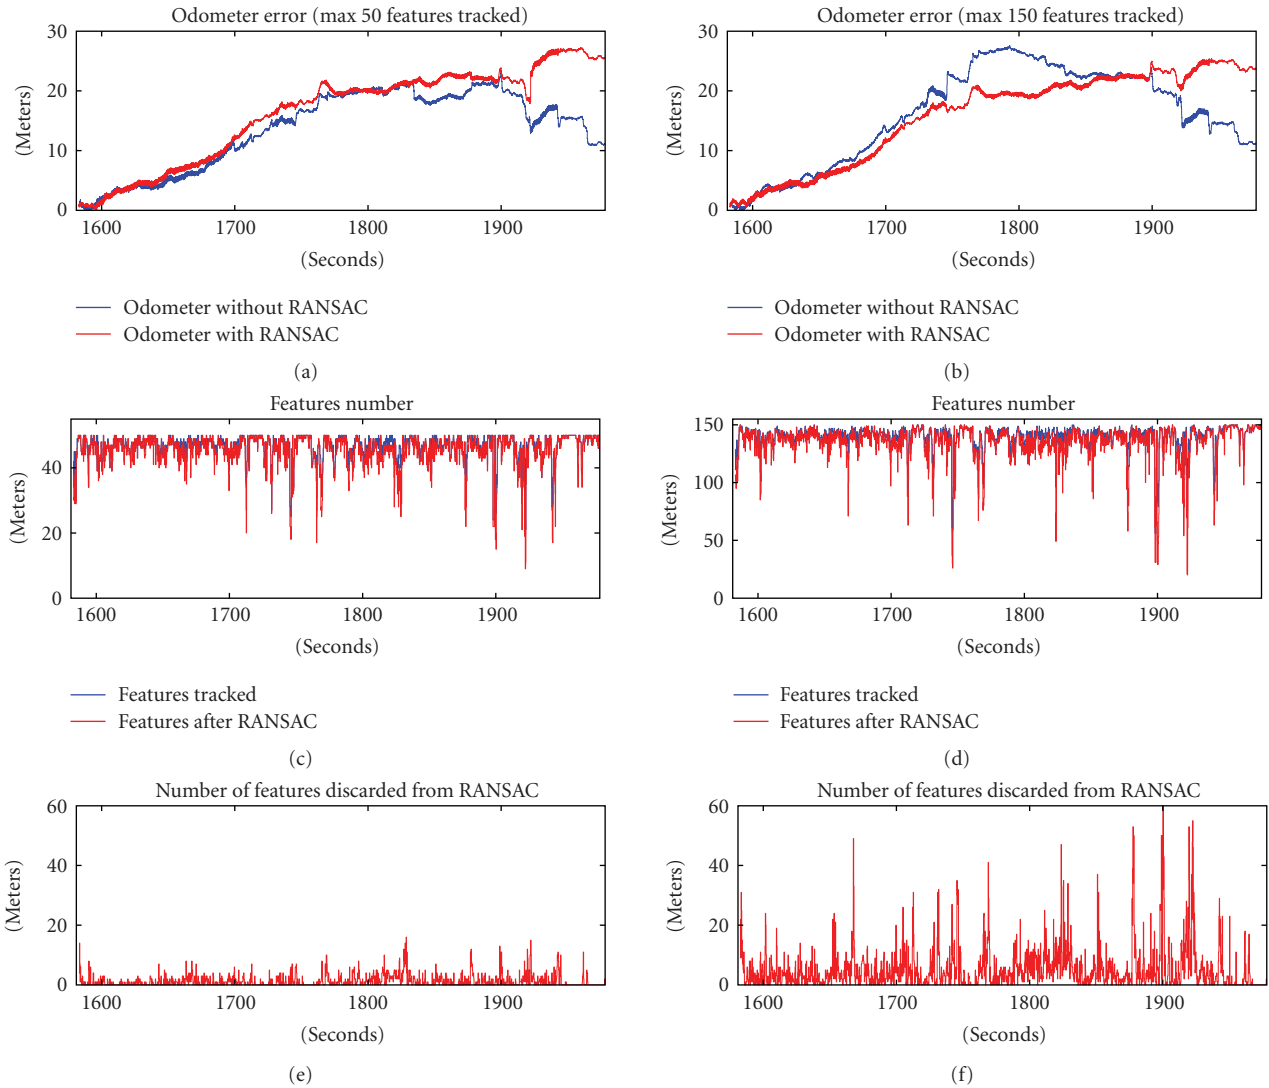 Odometer error (max 50 features tracked)
30
20
10
0
(Meters)
1600 1700 1800 1900
(Seconds)
Odometer without RANSAC
Odometer with RANSAC
(a)
Odometer error (max 150 features tracked)
30
20
10
0
(Meters)
1600 1700 1800 1900
(Seconds)
Odometer without RANSAC
Odometer with RANSAC
(b)
Features number
40
20
0
(Meters)
1600 1700 1800 1900
(Seconds)
Features tracked
Features after RANSAC
(c)
Features number
150
100
50
0
(Meters)
1600 1700 1800 1900
(Seconds)
Features tracked
Features after RANSAC
(d)
Number of features discarded from RANSAC
60
40
20
0
(Meters)
1600 1700 1800 1900
(Seconds)
(e)
Number of features discarded from RANSAC
60
40
20
0
(Meters)
1600 1700 1800 1900
(Seconds)
(f)